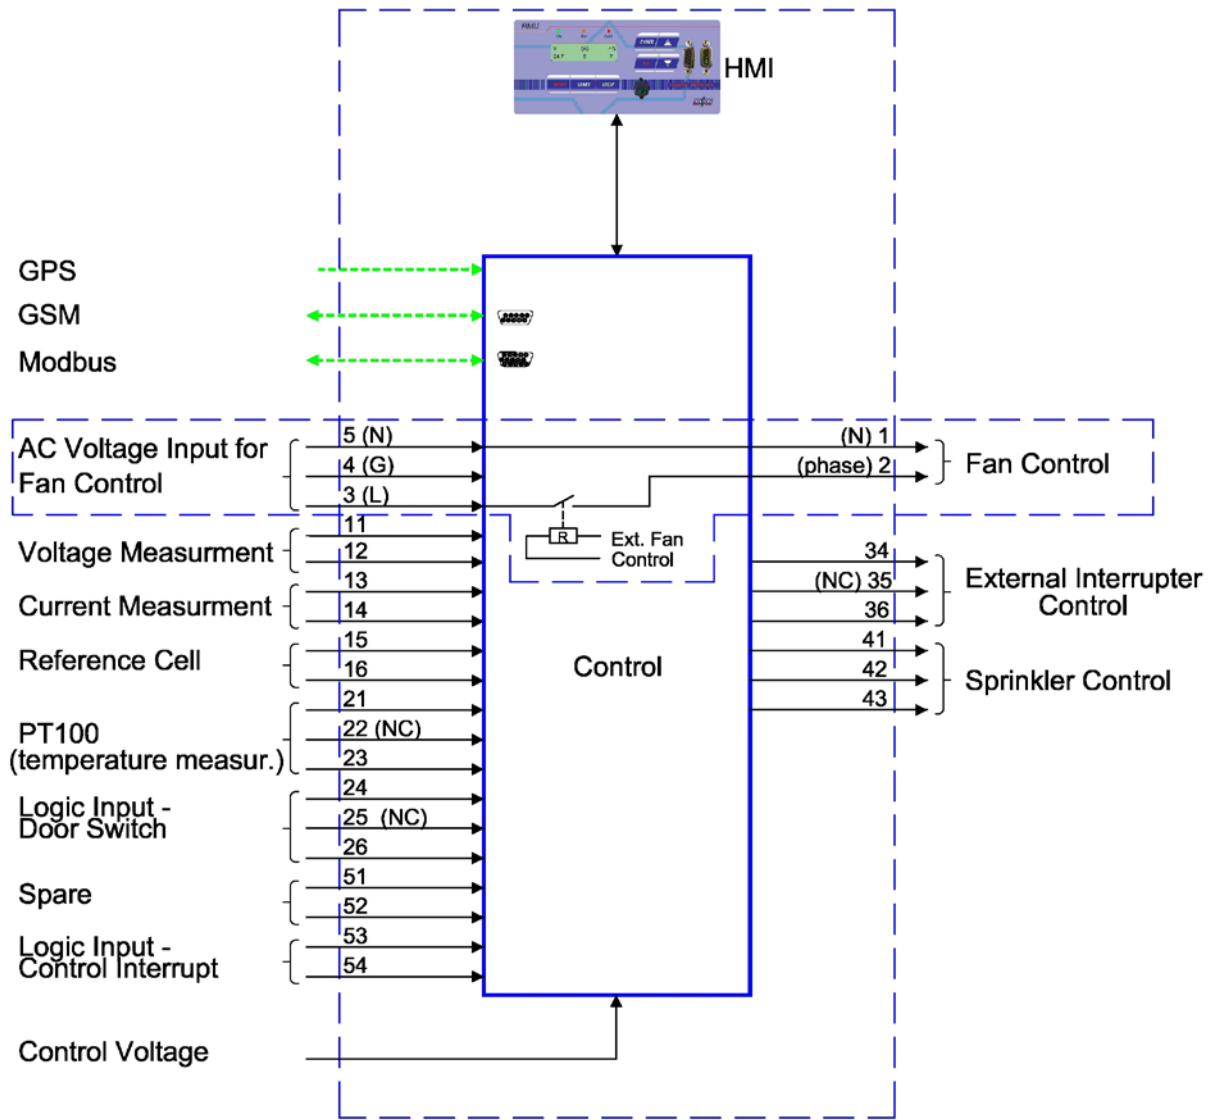 RMU
HMI
GPS
GSM
Modbus
AC Voltage Input for
Fan Control
5 (N)
4 (G)
3 (L)
(N) 1
(phase) 2
Fan Control
R
Ext. Fan
Control
Voltage Measurment
11
12
Current Measurment
13
14
Reference Cell
15
16
PT100
(temperature measur.)
21
22 (NC)
23
Logic Input -
Door Switch
24
25 (NC)
26
Spare
51
52
Logic Input -
Control Interrupt
53
54
Control
34
(NC) 35
36
External Interrupter
Control
41
42
43
Sprinkler Control
Control Voltage